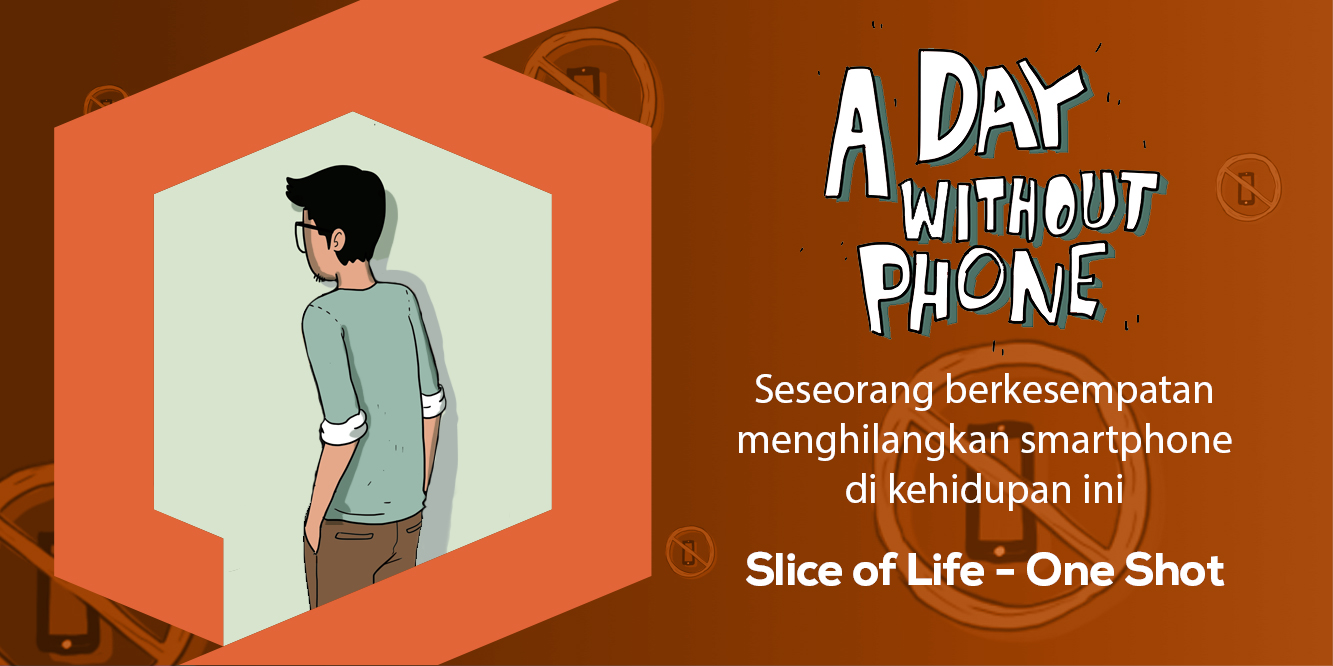 A DAY
WITHOUT
PHONE
Seseorang berkesempatan
menghilangkan smartphone
di kehidupan ini
Slice of Life - One Shot